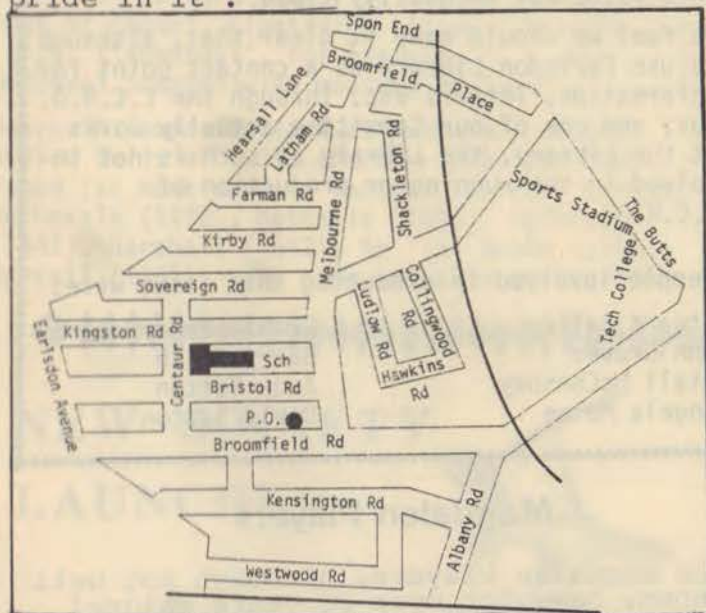 pride in it .
Spon End
Broomfield
Place
Hearsall Lane
Latham Rd
Shackleton Rd
Farman Rd
Melbourne Rd
Kirby Rd
Sports Stadium
The Butts
Tech College
Sovereign Rd
Collingwood
Rd
Ludlow Rd
Kingston Rd
Centaur Rd
Earlsdon Avenue
Sch
Hawkins
Rd
Bristol Rd
P.O.
Broomfield Rd
Kensington Rd
Albany Rd
Westwood Rd